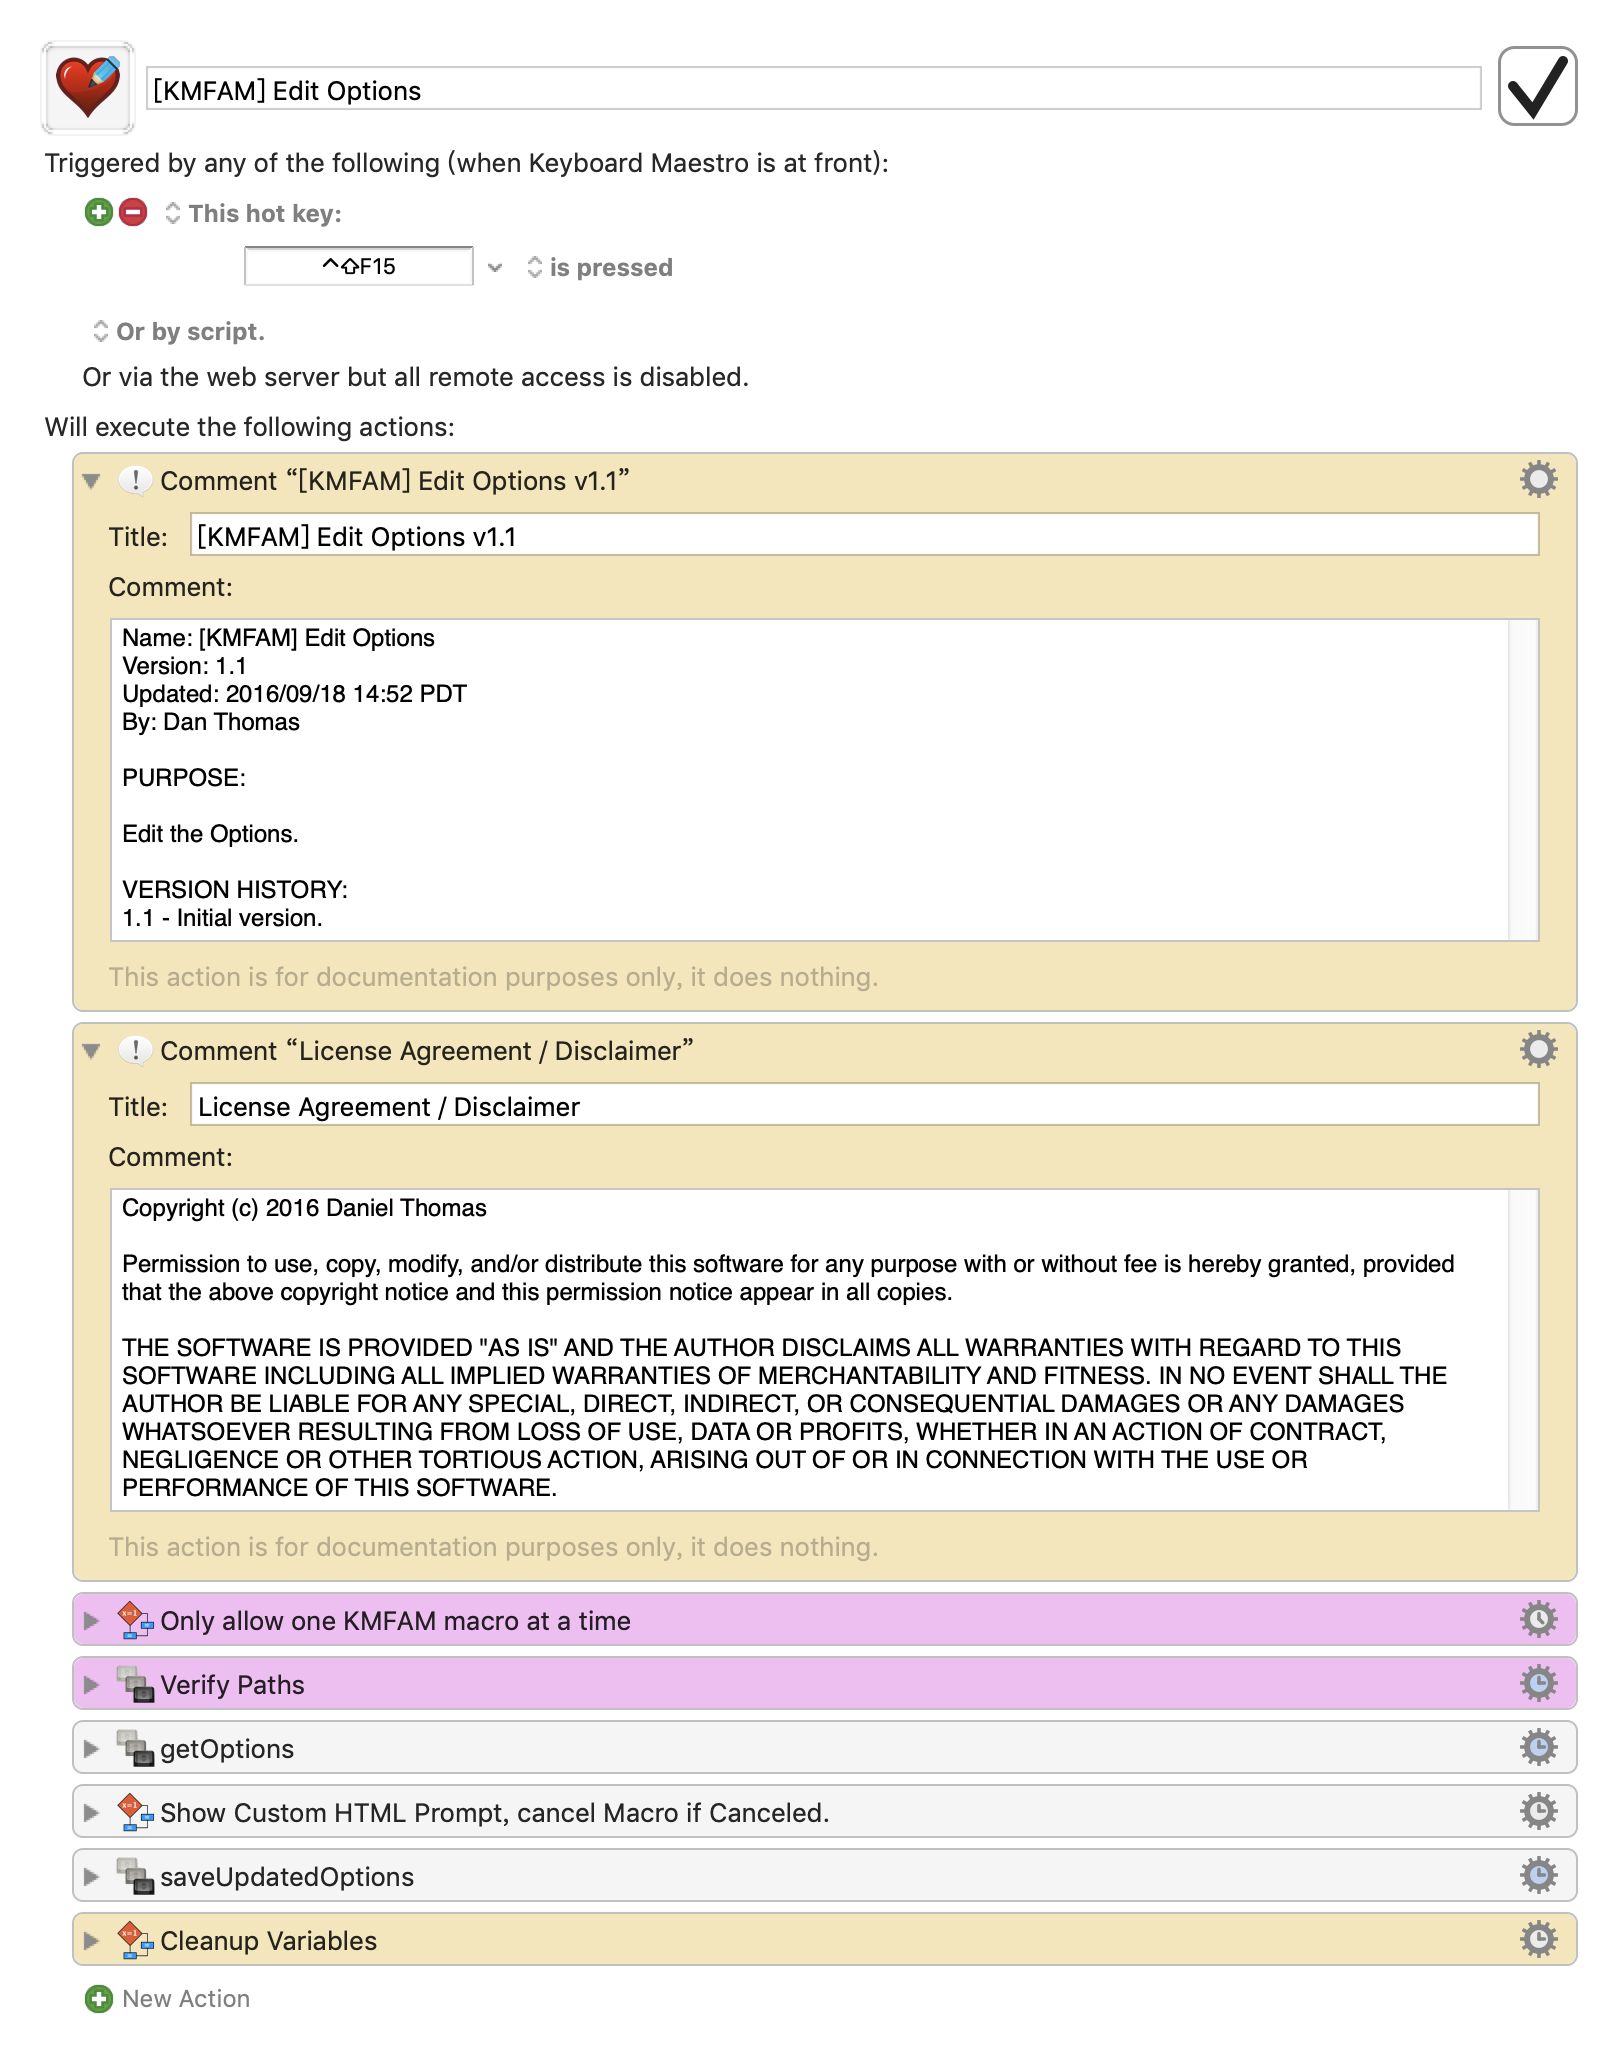 [KMFAM] Edit Options
Triggered by any of the following (when Keyboard Maestro is at front):
This hot key:
^⇧F15
is pressed
Or by script.
Or via the web server but all remote access is disabled.
Will execute the following actions:
Comment “[KMFAM] Edit Options v1.1”
Title: [KMFAM] Edit Options v1.1
Comment:
Name: [KMFAM] Edit Options
Version: 1.1
Updated: 2016/09/18 14:52 PDT
By: Dan Thomas
PURPOSE:
Edit the Options.
VERSION HISTORY:
1.1 - Initial version.
This action is for documentation purposes only, it does nothing.
Comment “License Agreement / Disclaimer”
Title: License Agreement / Disclaimer
Comment:
Copyright (c) 2016 Daniel Thomas
Permission to use, copy, modify, and/or distribute this software for any purpose with or without fee is hereby granted, provided
that the above copyright notice and this permission notice appear in all copies.
THE SOFTWARE IS PROVIDED "AS IS" AND THE AUTHOR DISCLAIMS ALL WARRANTIES WITH REGARD TO THIS
SOFTWARE INCLUDING ALL IMPLIED WARRANTIES OF MERCHANTABILITY AND FITNESS. IN NO EVENT SHALL THE
AUTHOR BE LIABLE FOR ANY SPECIAL, DIRECT, INDIRECT, OR CONSEQUENTIAL DAMAGES OR ANY DAMAGES
WHATSOEVER RESULTING FROM LOSS OF USE, DATA OR PROFITS, WHETHER IN AN ACTION OF CONTRACT,
NEGLIGENCE OR OTHER TORTIOUS ACTION, ARISING OUT OF OR IN CONNECTION WITH THE USE OR
PERFORMANCE OF THIS SOFTWARE.
This action is for documentation purposes only, it does nothing.
Only allow one KMFAM macro at a time
Verify Paths
getOptions
Show Custom HTML Prompt, cancel Macro if Canceled.
saveUpdatedOptions
Cleanup Variables
New Action